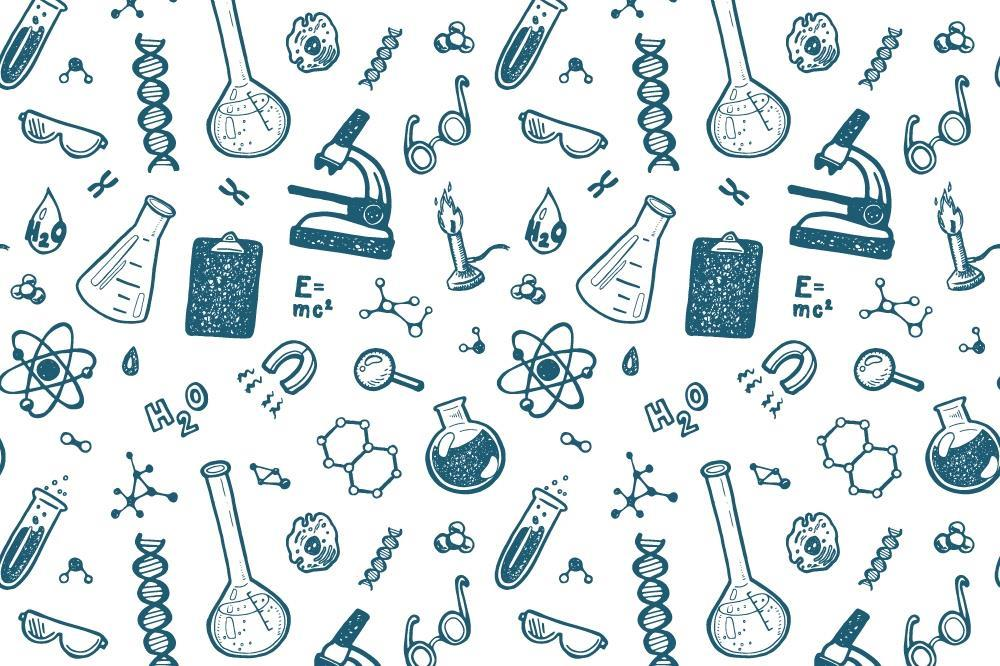 H₂O
H₂O
E=
mc²
E=
mc²
H₂O
H₂O